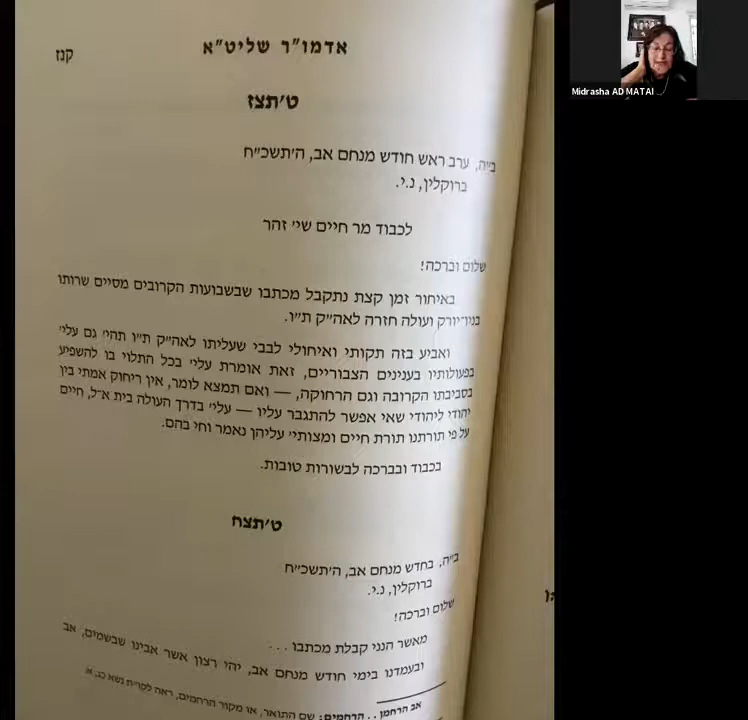 אדמו״ר שליט״א
קנז
ט׳תצז
ב״ה, ערב ראש חודש מנחם אב, ה׳תשכ״ח
ברוקלין, נ.י.
לכבוד מר חיים שי׳ זהר
שלום וברכה!
באיחור זמן קצת נתקבל מכתבו שבשבועות הקרובים מסיים שרותו
בניו־יורק ועולה חזרה לאה״ק ת״ו.
ואביע בזה תקותי ואיחולי לבבי שעליתו לאה״ק ת״ו תהי׳ גם עלי׳
בפעולותיו בענינים הצבוריים, זאת אומרת עלי׳ בכל התלוי בו להשפיע
בסביבתו הקרובה וגם הרחוקה, — ואם תמצא לומר, אין ריחוק אמתי בין
יהודי ליהודי שאי אפשר להתגבר עליו — עלי׳ בדרך העולה בית א־ל, חיים
על פי תורתנו תורת חיים ומצותי׳ עליהן נאמר וחי בהם.
בכבוד ובברכה לבשורות טובות.
ט׳תצח
ב״ה, בחדש מנחם אב, ה׳תשכ״ח
ברוקלין, נ.י.
שלום וברכה!
מאשר הנני קבלת מכתבו . . .
ובעמדנו בימי חודש מנחם אב, יהי רצון אשר אבינו שבשמים, אב
אב הרחמן . . הרחמים: שם התואר, או מקור הרחמים, ראה לקו״ת נשא כג, א
Midrasha AD MATAI